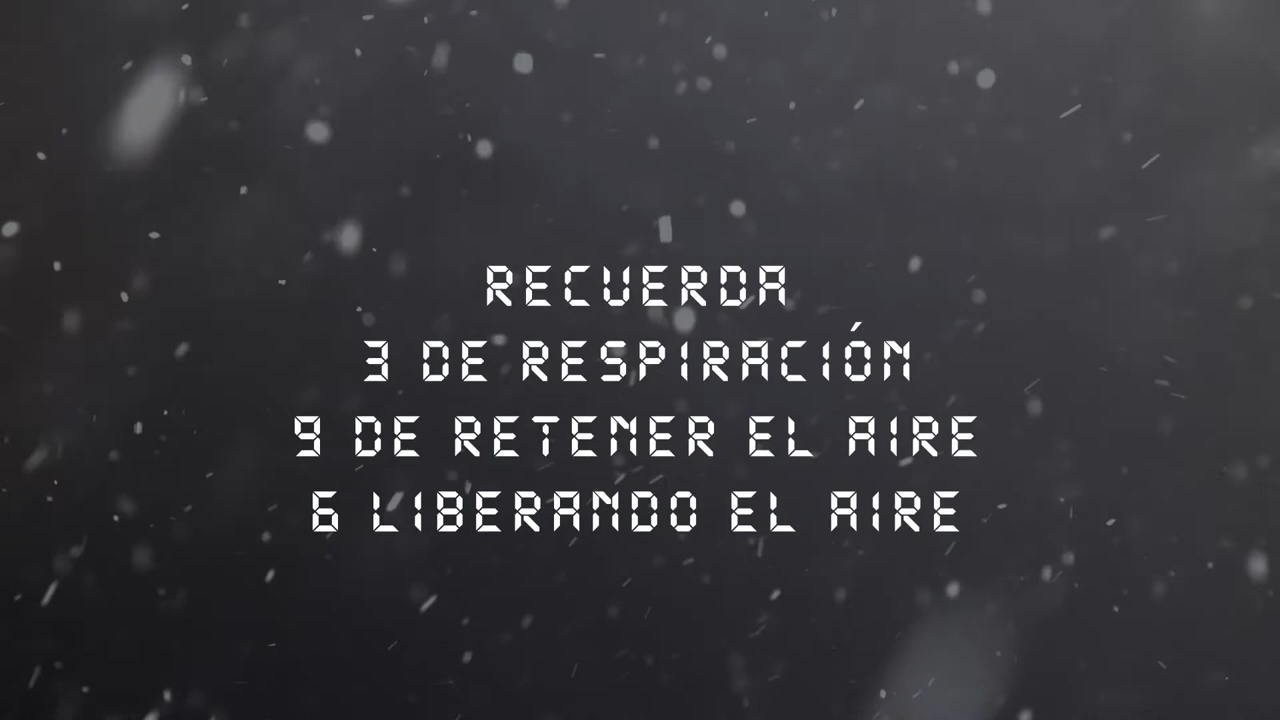 RECUERDA
3 DE RESPIRACIÓN
9 DE RETENER EL AIRE
6 LIBERANDO EL AIRE